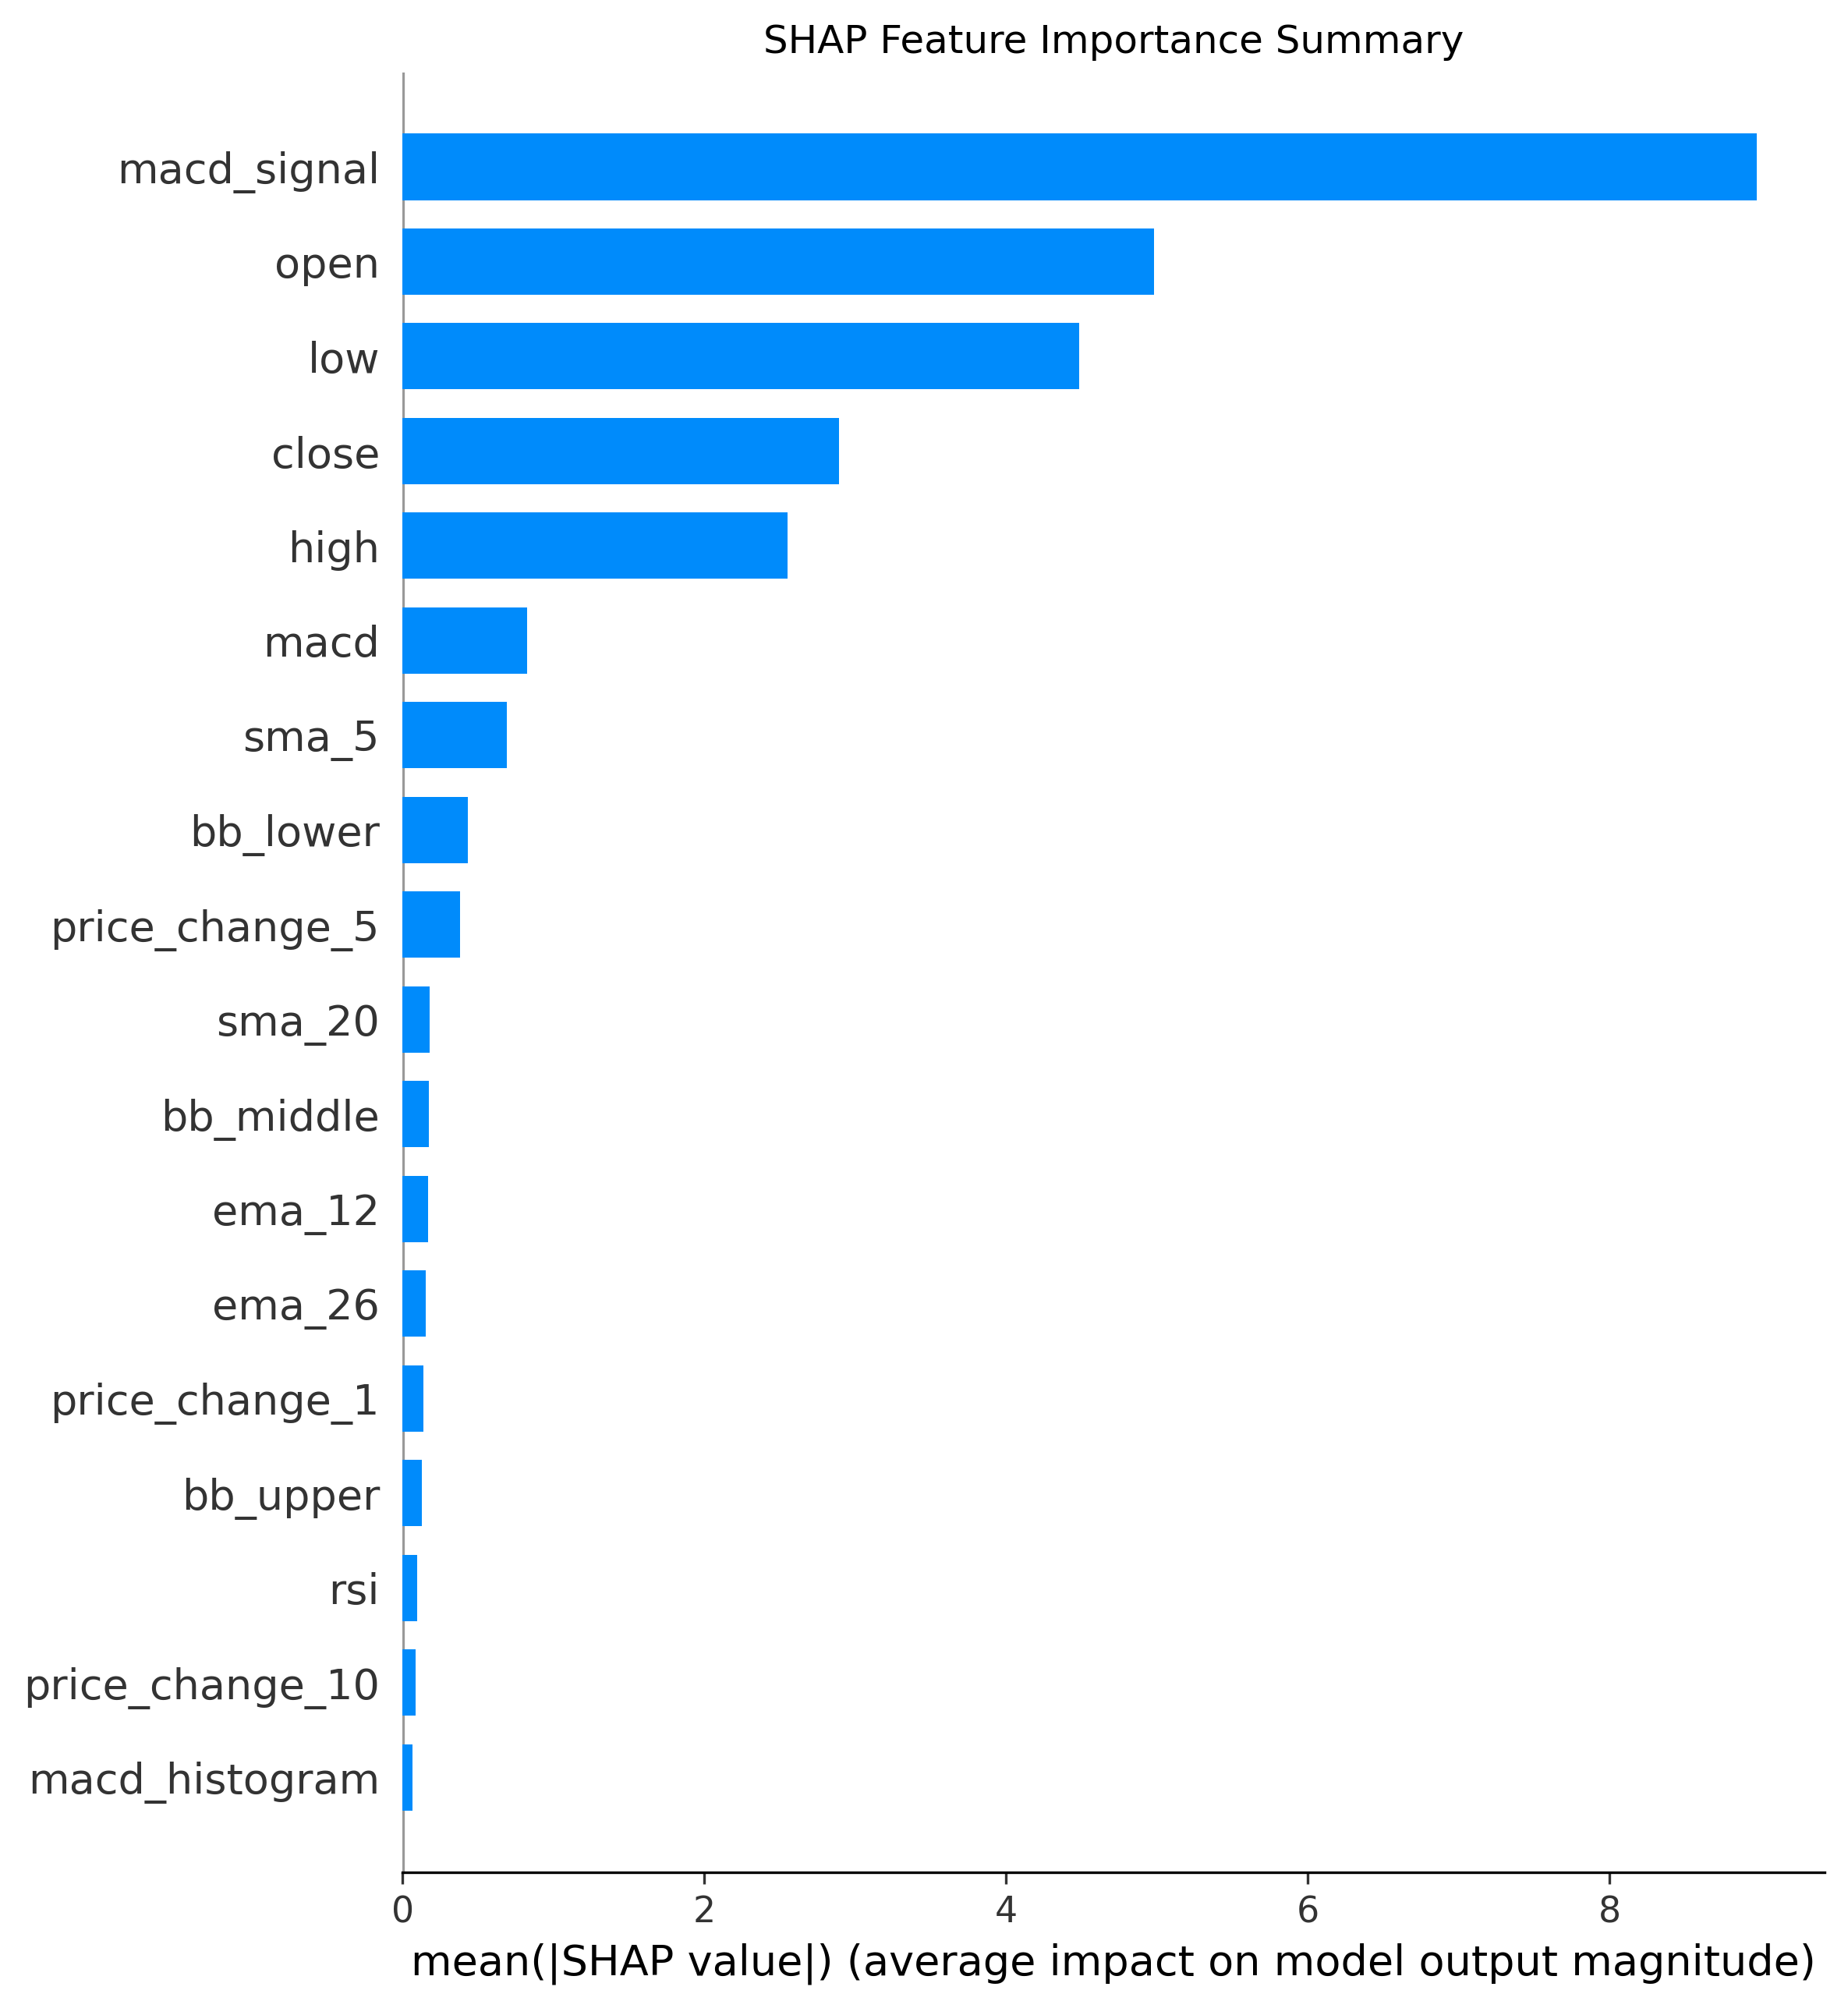 SHAP Feature Importance Summary
macd_signal
open
low
close
high
macd
sma_5
bb_lower
price_change_5
sma_20
bb_middle
ema_12
ema_26
price_change_1
bb_upper
rsi
price_change_10
macd_histogram
0 2 4 6 8
mean(|SHAP value|) (average impact on model output magnitude)